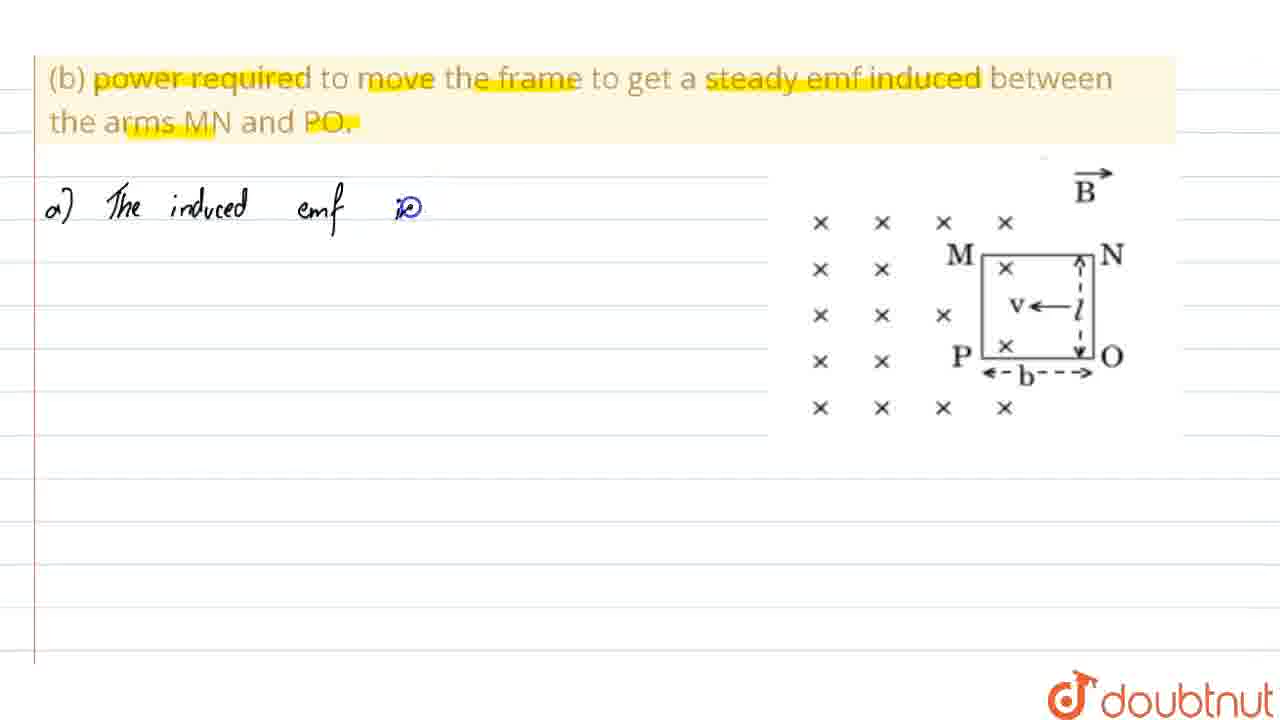 (b) power required to move the frame to get a steady emf induced between
the arms MN and PO.
a) The induced emf
B
× × × ×
M N
× × ×
v l
× × ×
×
P O
× ×
b
× × × ×
doubtnut